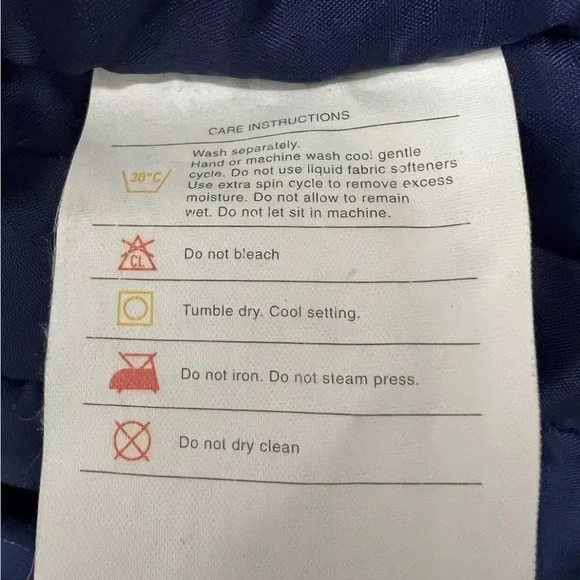 CARE INSTRUCTIONS
30°C
Wash separately.
Hand or machine wash cool gentle
cycle. Do not use liquid fabric softeners
Use extra spin cycle to remove excess
moisture. Do not allow to remain
wet. Do not let sit in machine.
CL
Do not bleach
Tumble dry. Cool setting.
Do not iron. Do not steam press.
Do not dry clean